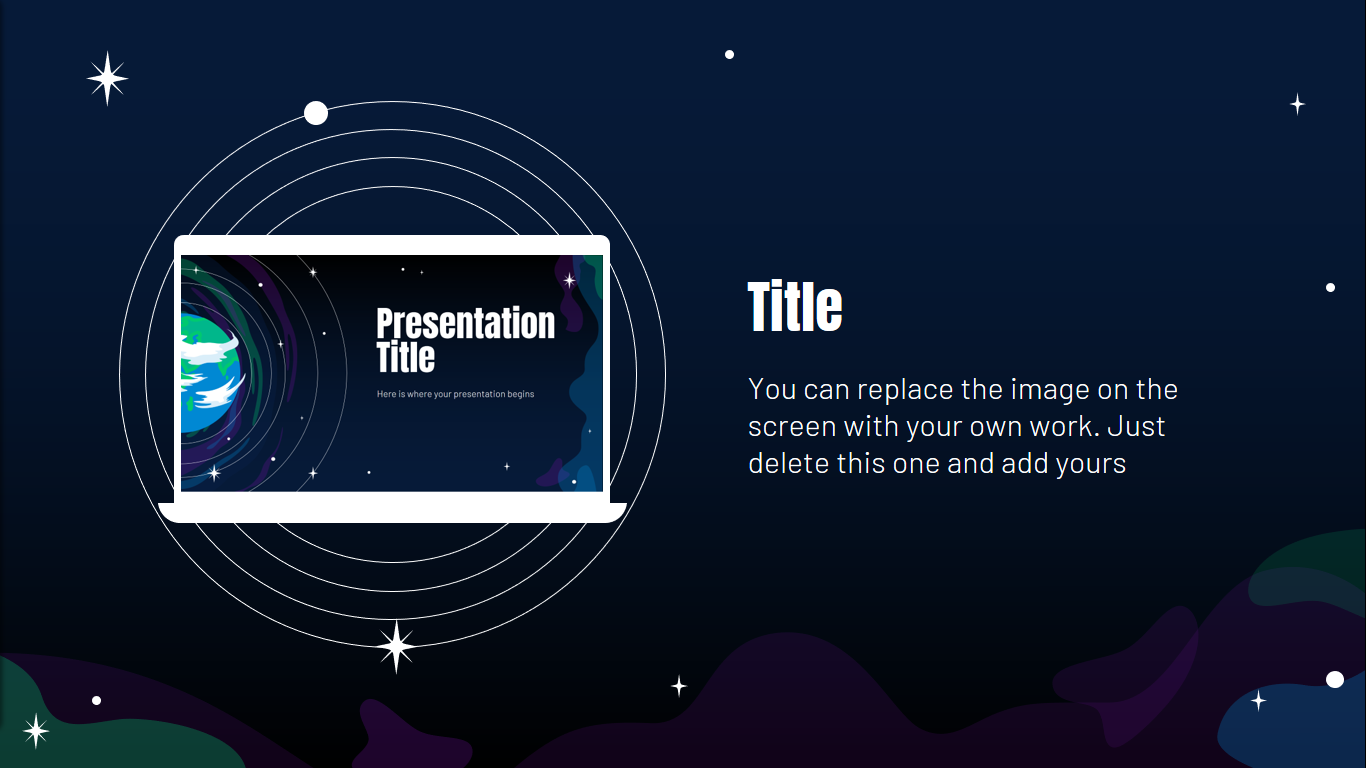 Presentation
Title
Here is where your presentation begins
Title
You can replace the image on the
screen with your own work. Just
delete this one and add yours